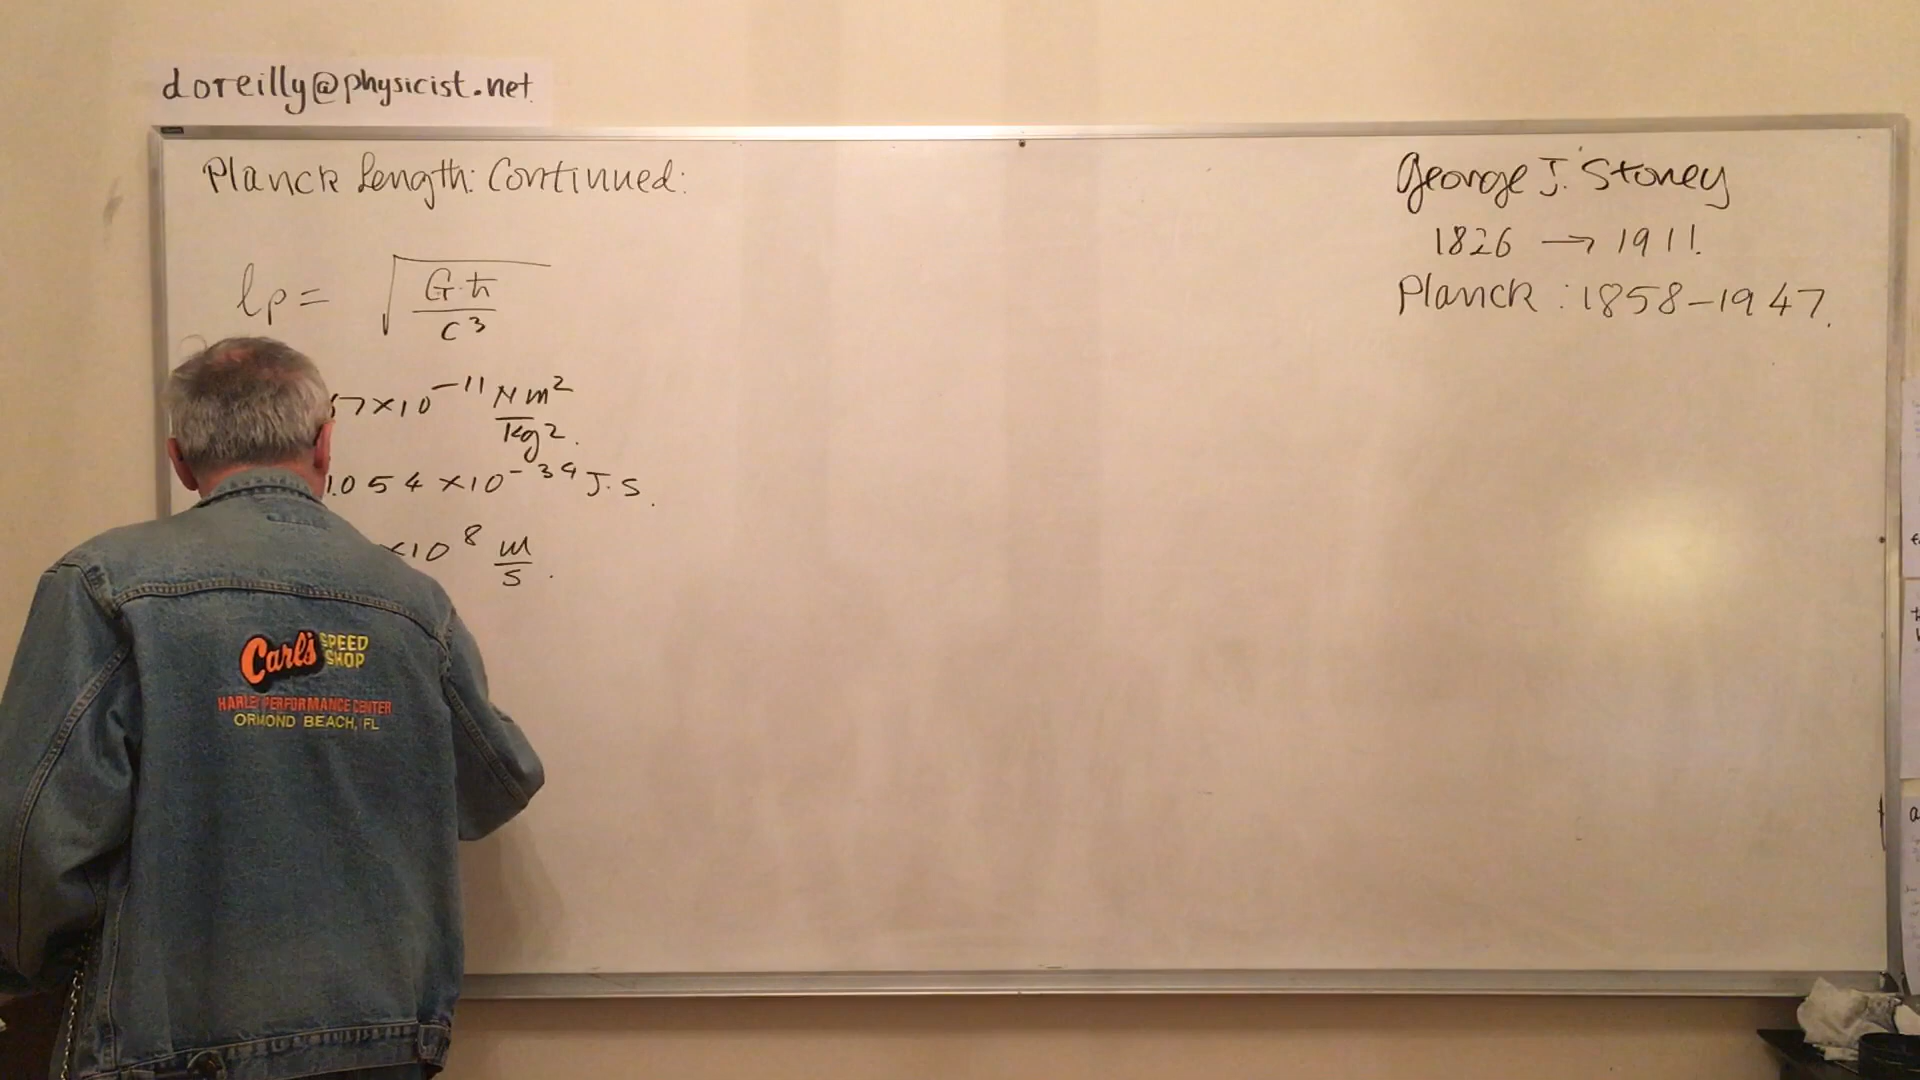 doreilly@physicist.net
Planck Length: Continued:
lp = √ G·ħ / c³
7×10⁻¹¹ Nm² / kg².
1.054×10⁻³⁴ J.S.
×10⁸ m / s.
George J. Stoney
1826 → 1911.
Planck : 1858–1947.
Carl's SPEED SHOP
HARLEY PERFORMANCE CENTER
ORMOND BEACH, FL